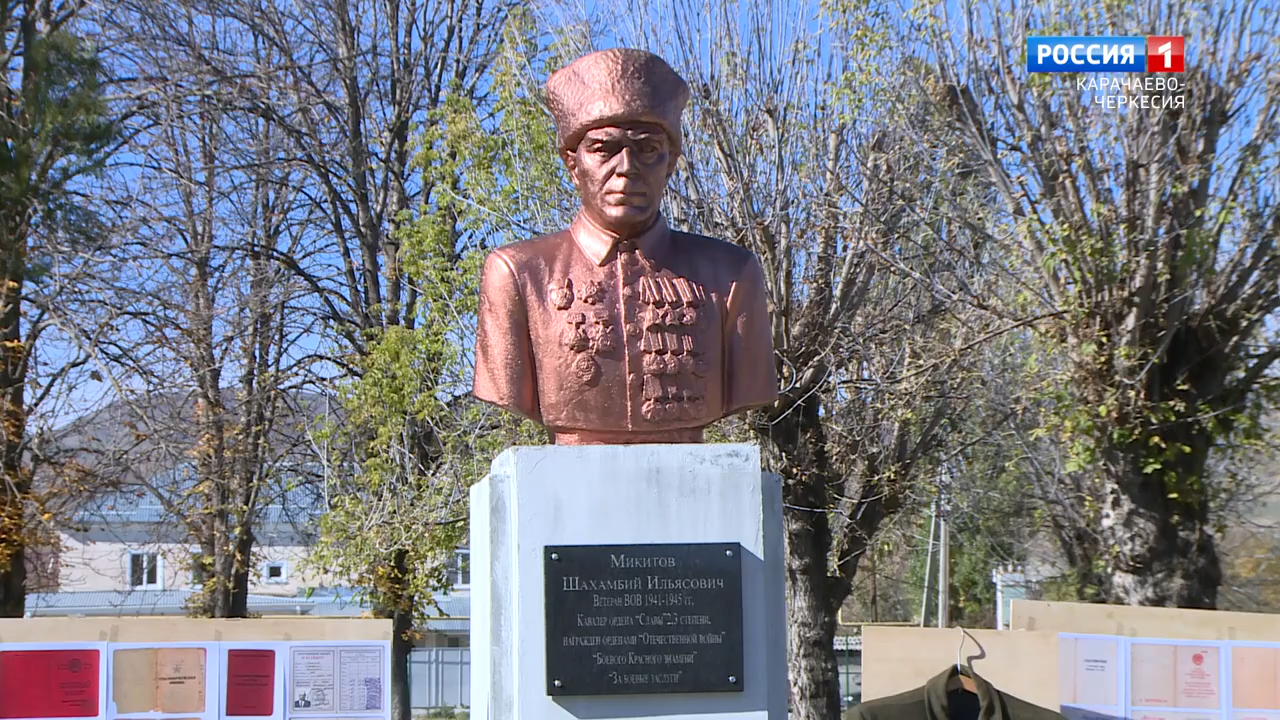 РОССИЯ 1
КАРАЧАЕВО-
ЧЕРКЕСИЯ
Микитов
Шахамбий Ильясович
Ветеран ВОВ 1941-1945 гг,
Кавалер ордена "Славы" 2,3 степени,
награжден орденами "Отечественной войны"
"Боевого Красного знамени"
"За боевые заслуги"